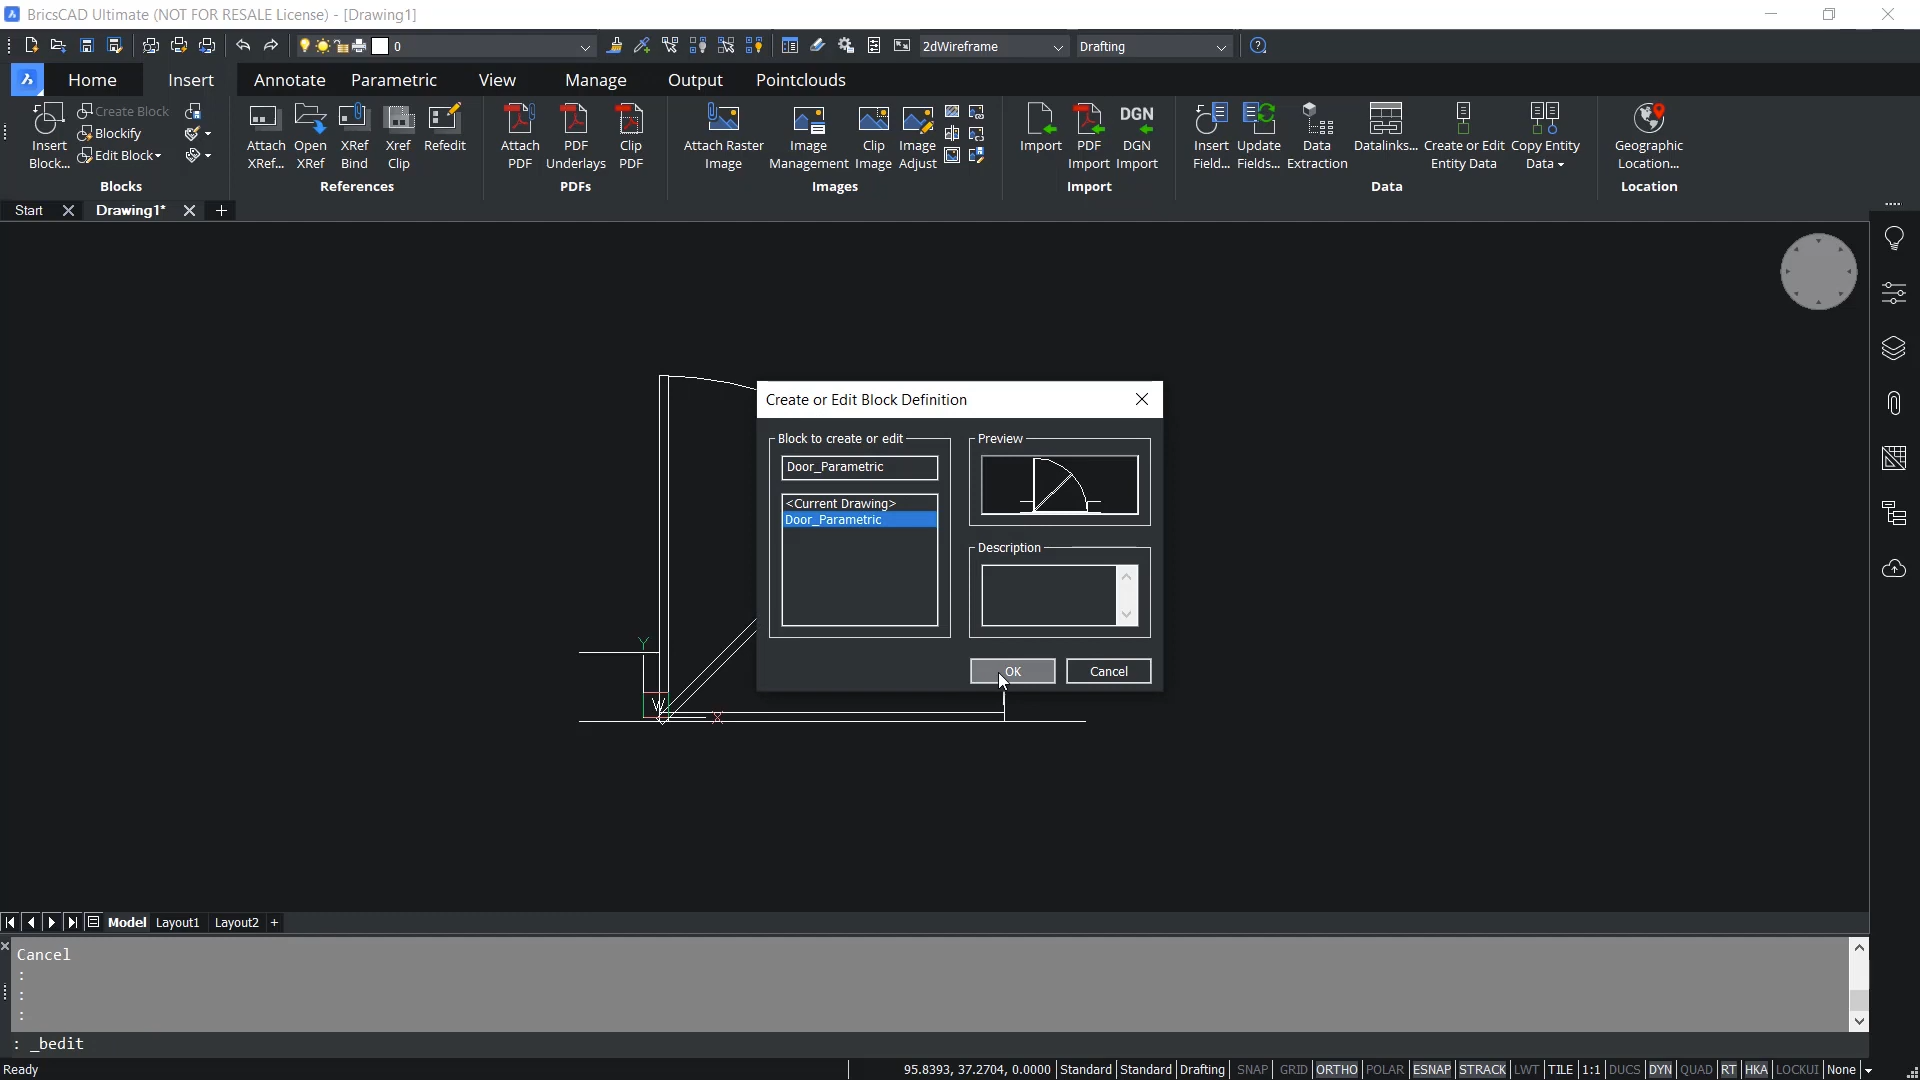 BricsCAD Ultimate (NOT FOR RESALE License) - [Drawing1]
0
2dWireframe
Drafting
Home
Insert
Annotate
Parametric
View
Manage
Output
Pointclouds
Insert
Block...
Create Block
Blockify
Edit Block
Blocks
Attach
XRef...
Open
XRef
XRef
Bind
Xref
Clip
Refedit
References
Attach
PDF
PDF
Underlays
Clip
PDF
PDFs
Attach Raster
Image
Image
Management
Clip
Image
Image
Adjust
Images
Import
PDF
Import
DGN
DGN
Import
Import
Insert
Field...
Update
Fields...
Data
Extraction
Datalinks...
Create or Edit
Entity Data
Copy Entity
Data
Data
Geographic
Location...
Location
Start
Drawing1*
Create or Edit Block Definition
Block to create or edit
Door_Parametric
<Current Drawing>
Door_Parametric
Preview
Description
OK
Cancel
Y
X
Model
Layout1
Layout2
+
Cancel
:
:
:
: _bedit
Ready
95.8393, 37.2704, 0.0000
Standard
Standard
Drafting
SNAP
GRID
ORTHO
POLAR
ESNAP
STRACK
LWT
TILE
1:1
DUCS
DYN
QUAD
RT
HKA
LOCKUI
None